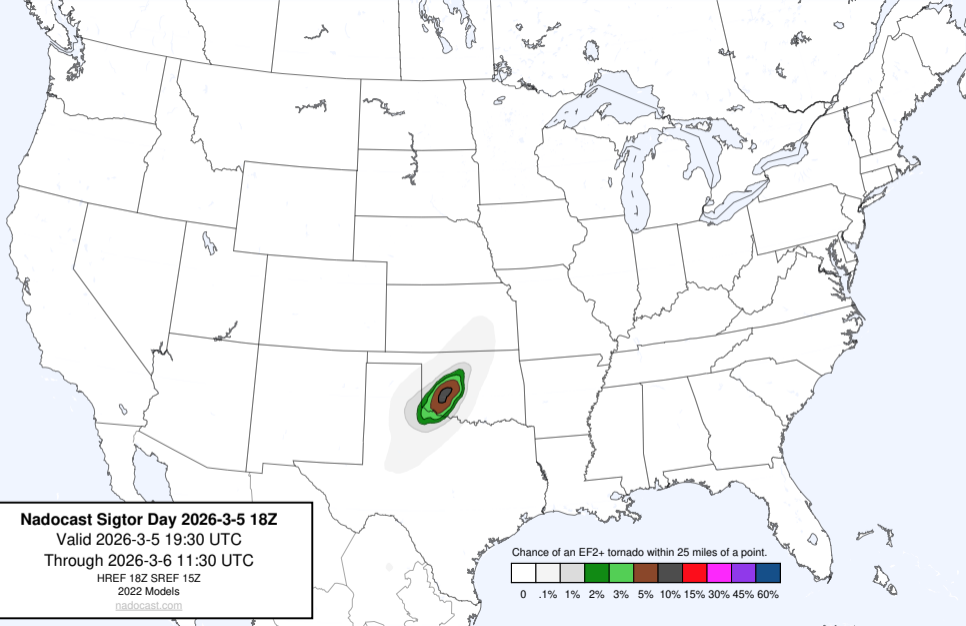 Nadocast Sigtor Day 2026-3-5 18Z
Valid 2026-3-5 19:30 UTC
Through 2026-3-6 11:30 UTC
HREF 18Z SREF 15Z
2022 Models
nadocast.com
Chance of an EF2+ tornado within 25 miles of a point.
0 .1% 1% 2% 3% 5% 10% 15% 30% 45% 60%